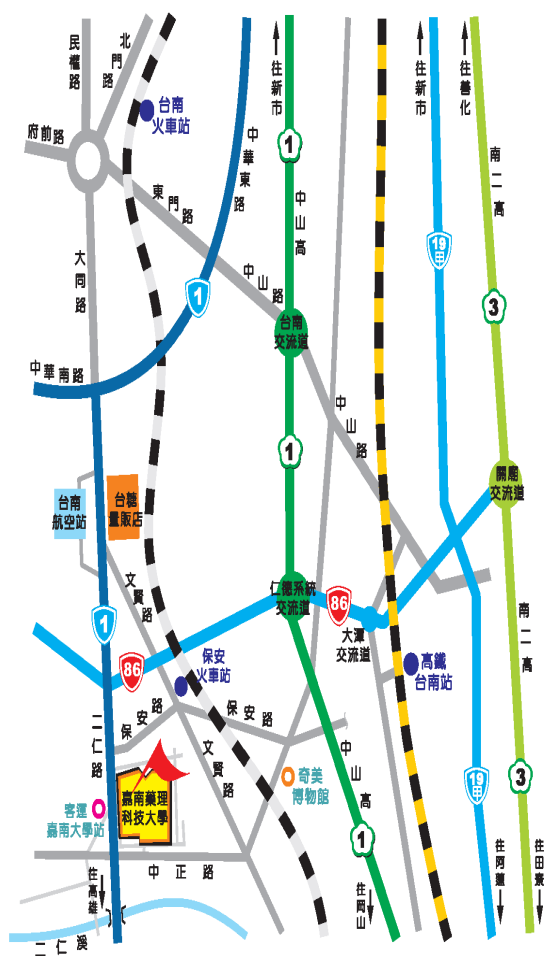 民權路
北門路
往新市
往新市
往善化
台南
火車站
府前路
中華東路
1
中山高
南二高
東門路
19甲
大同路
中山路
1
3
台南
交流道
中華南路
中山路
1
關廟
交流道
台南
航空站
台糖
量販店
文賢路
仁德系統
交流道
86
1
大潭
交流道
南二高
86
保安
火車站
高鐵
台南站
保安路
保安路
二仁路
文賢路
中山高
奇美
博物館
19甲
3
嘉南藥理
科技大學
客運
嘉南大學站
1
中正路
往高雄
往岡山
往阿蓮
往田寮
二仁溪